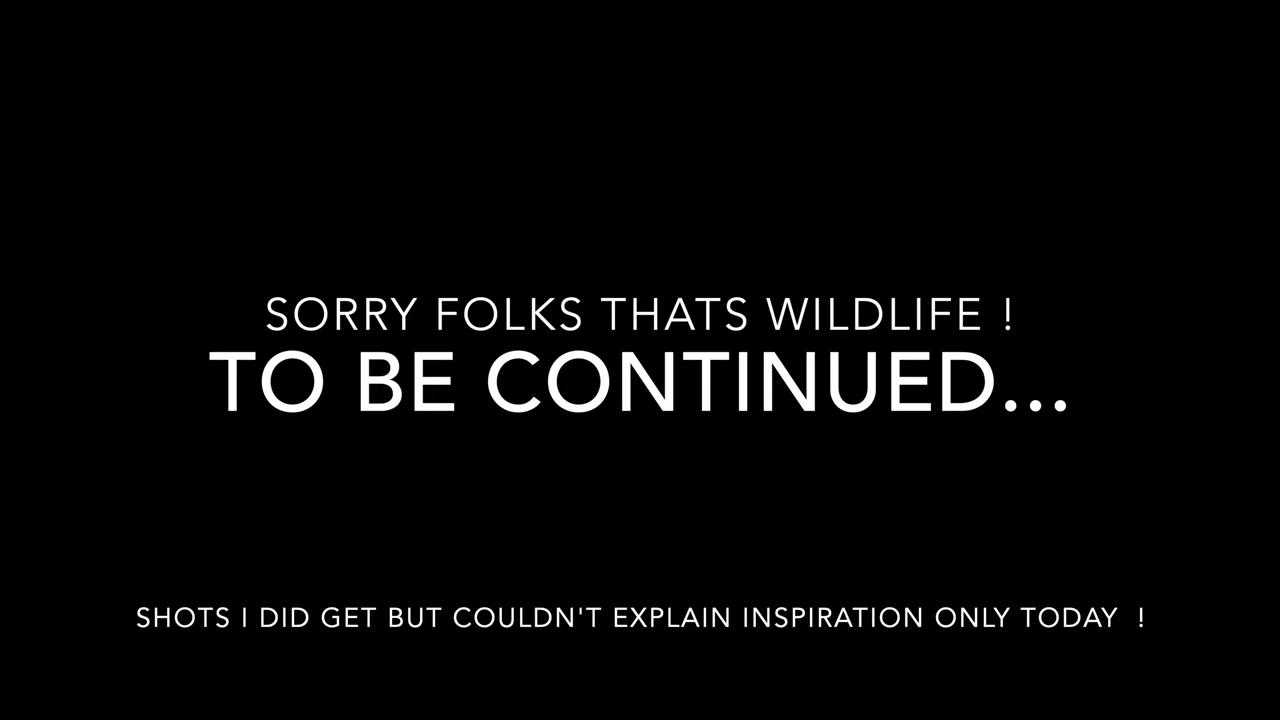 SORRY FOLKS THATS WILDLIFE !
TO BE CONTINUED...
SHOTS I DID GET BUT COULDN'T EXPLAIN INSPIRATION ONLY TODAY !